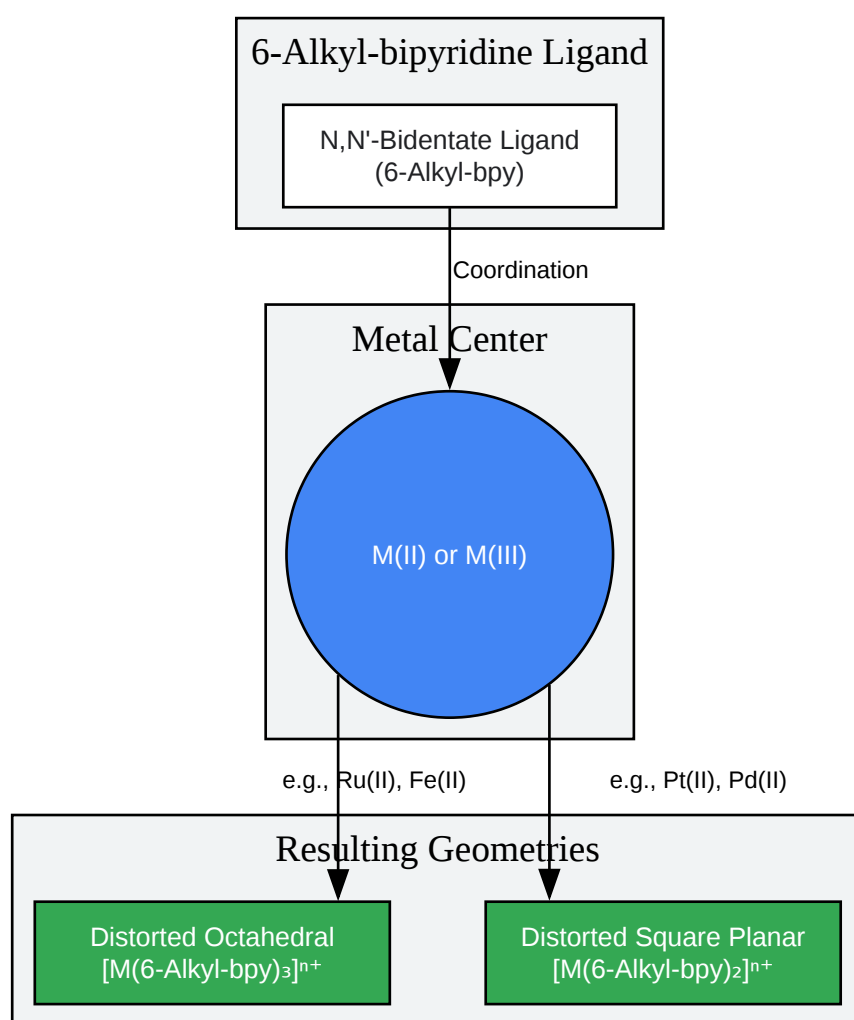 6-Alkyl-bipyridine Ligand
N,N'-Bidentate Ligand
(6-Alkyl-bpy)
Coordination
Metal Center
M(II) or M(III)
e.g., Ru(II), Fe(II)
e.g., Pt(II), Pd(II)
Resulting Geometries
Distorted Octahedral
[M(6-Alkyl-bpy)₃]ⁿ⁺
Distorted Square Planar
[M(6-Alkyl-bpy)₂]ⁿ⁺